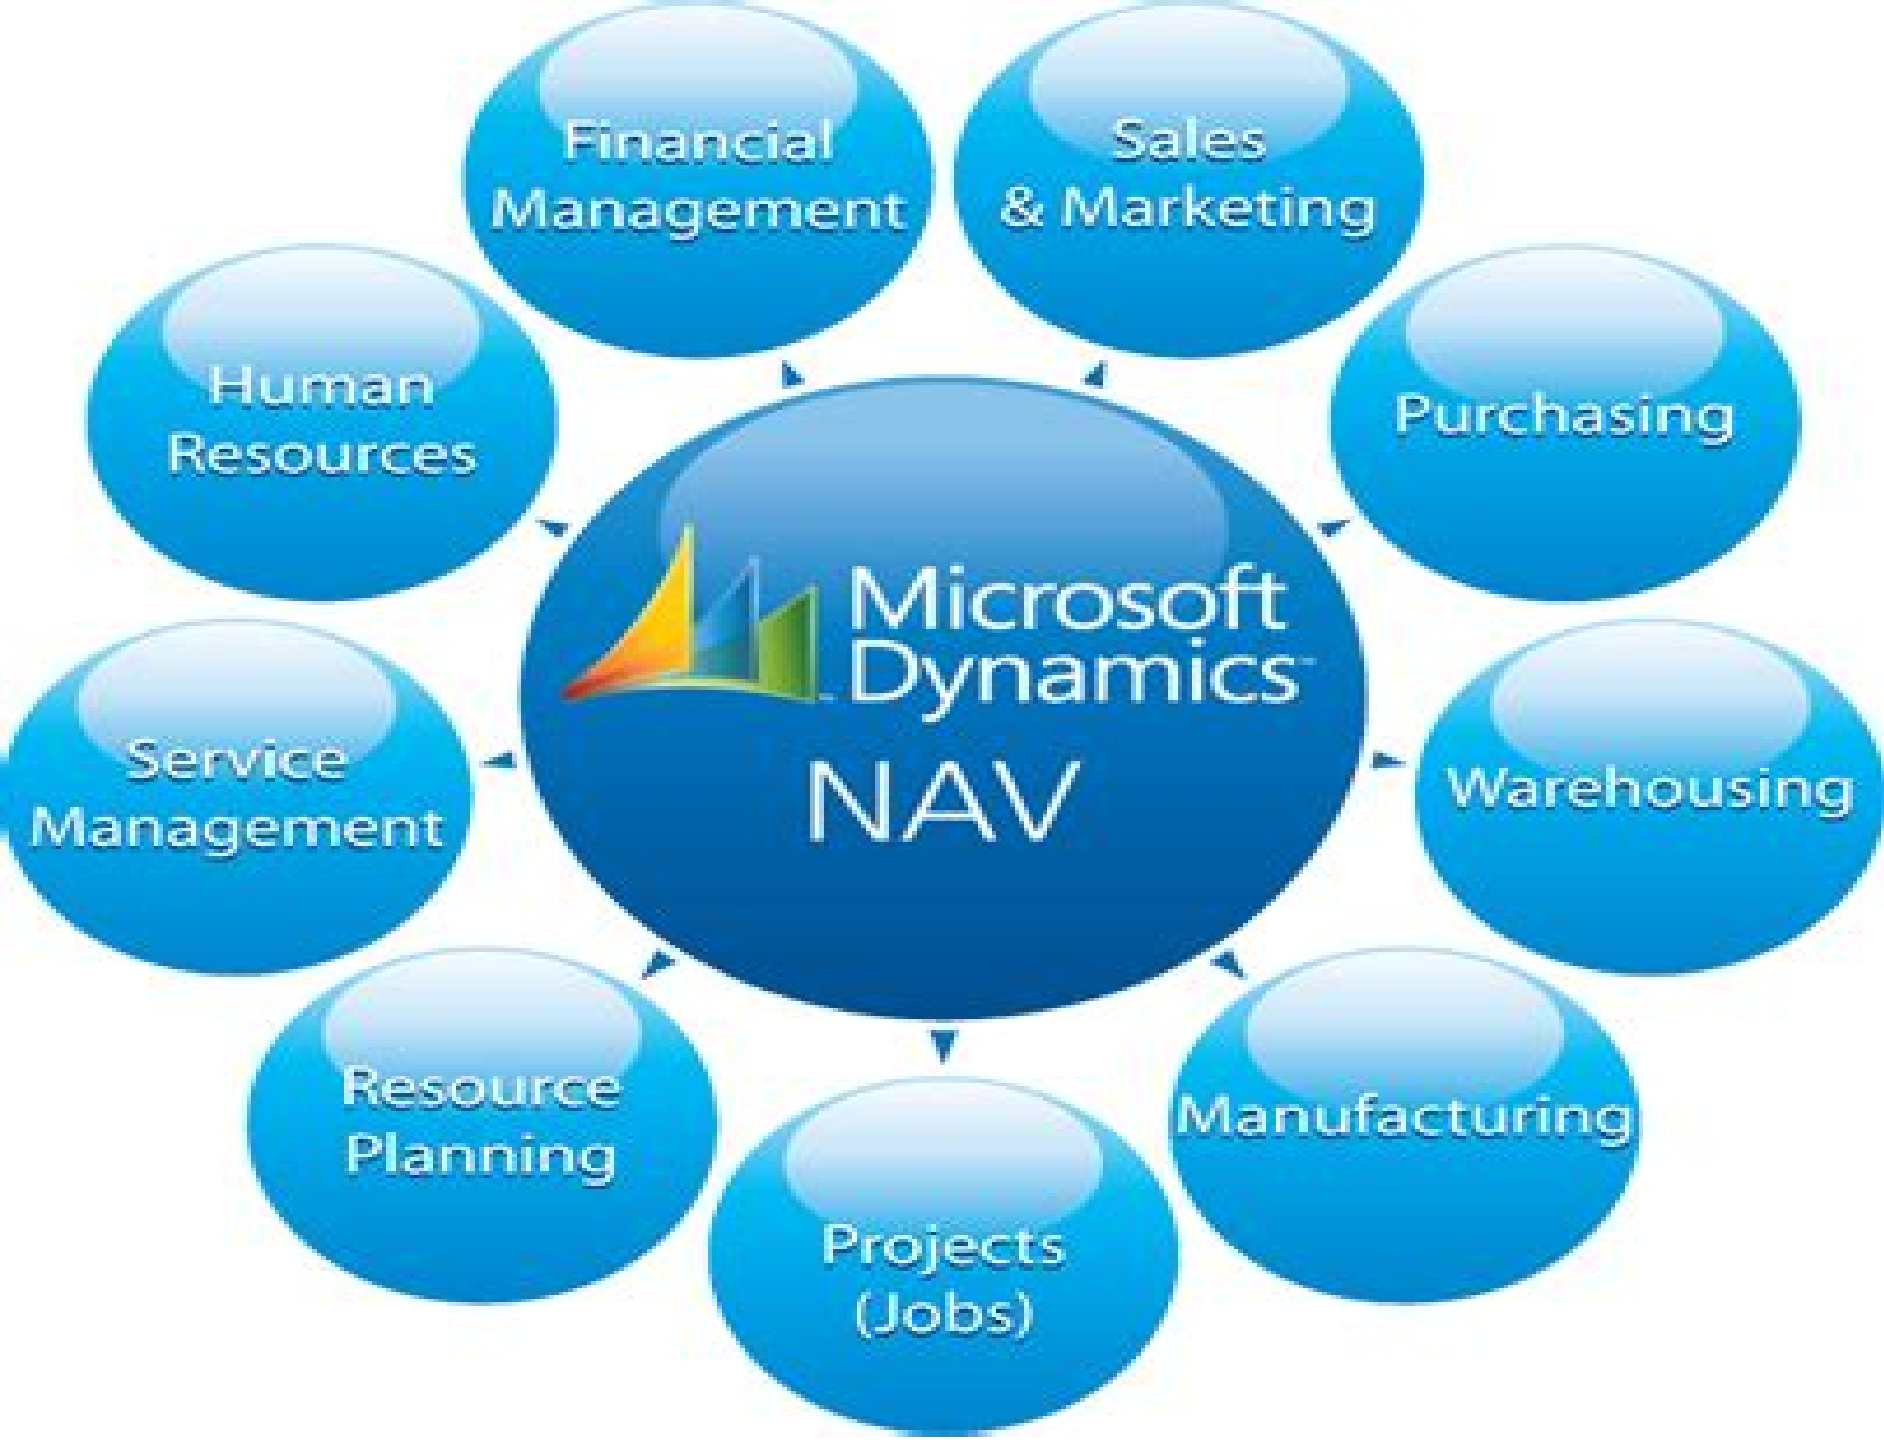 Financial
Management
Sales
& Marketing
Human
Resources
Purchasing
Microsoft
Dynamics
NAV
Service
Management
Warehousing
Resource
Planning
Manufacturing
Projects
(Jobs)